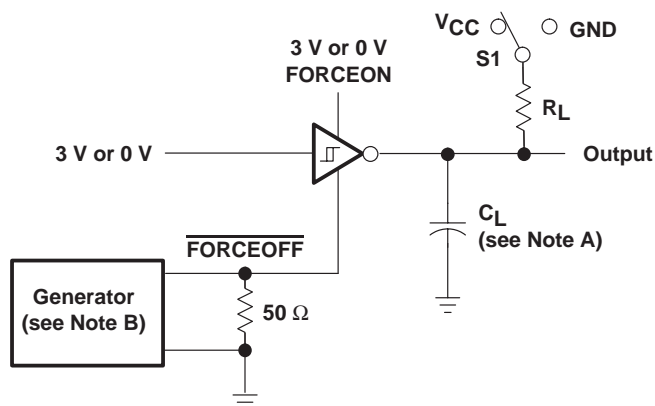 VCC
GND
S1
3 V or 0 V
FORCEON
RL
3 V or 0 V
Output
CL
(see Note A)
FORCEOFF
Generator
(see Note B)
50 Ω